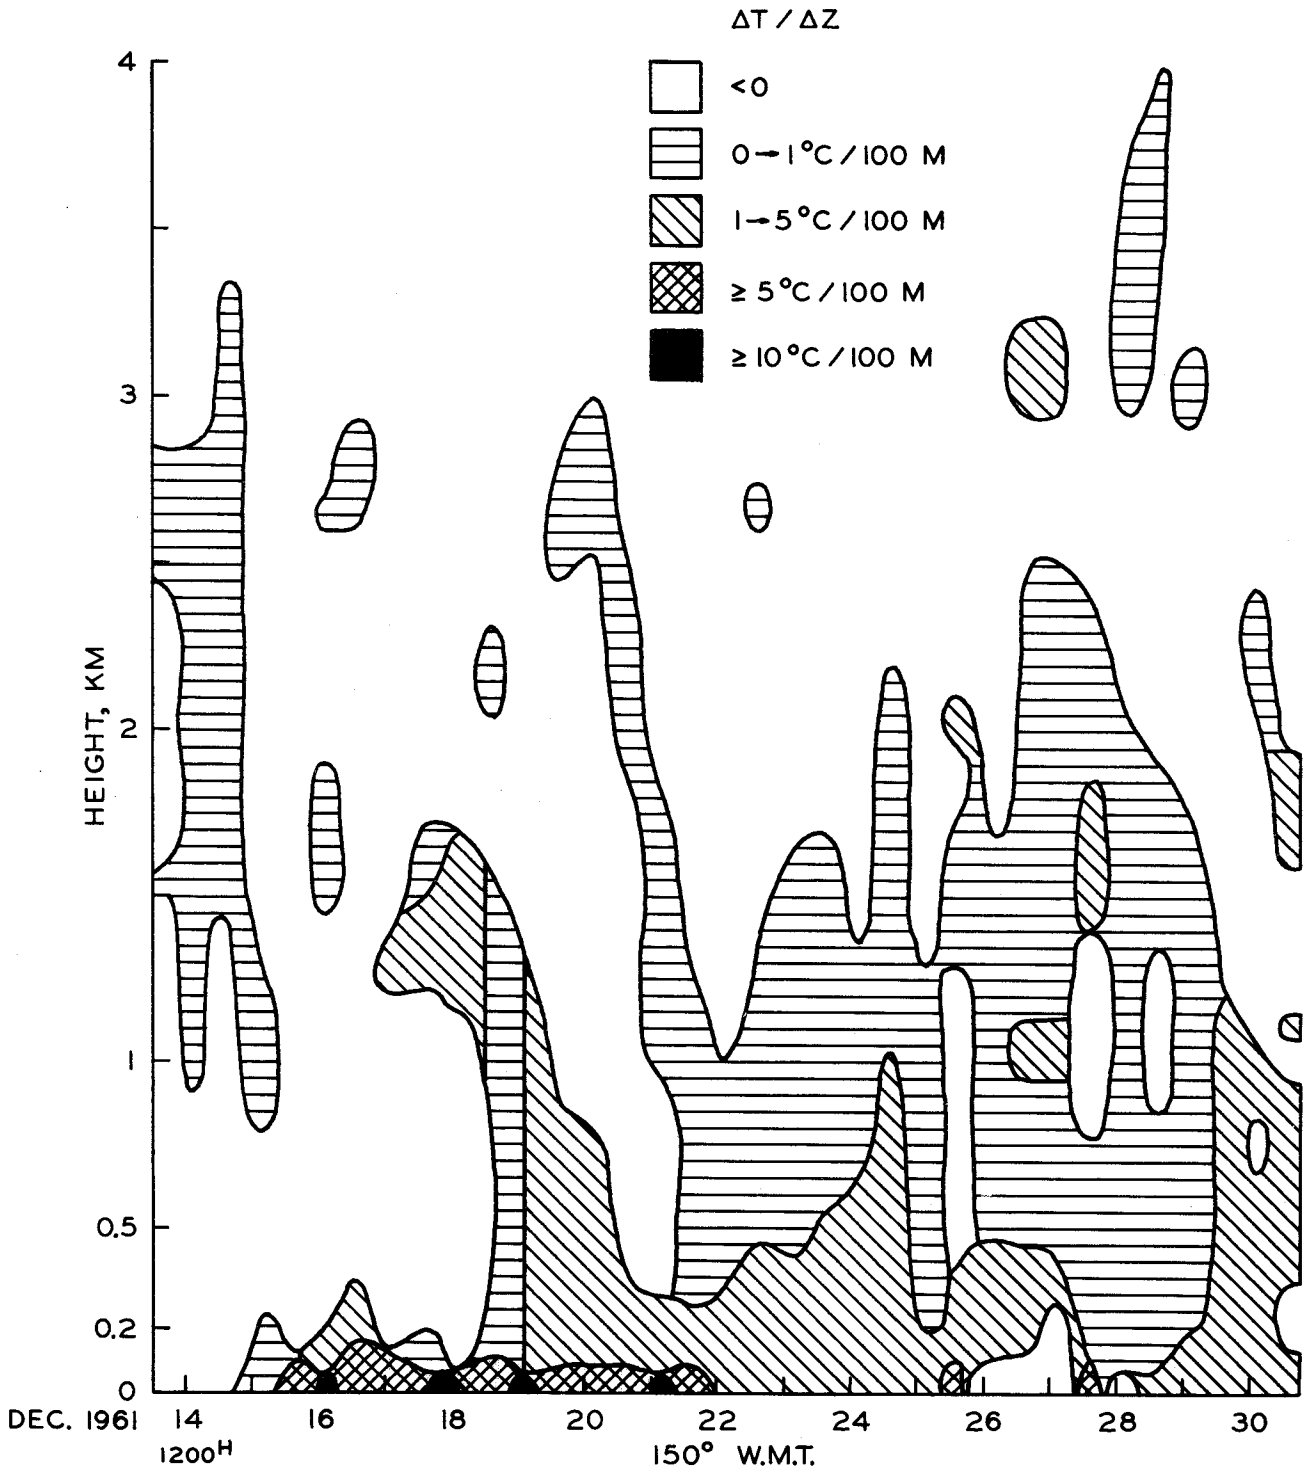 ΔT / ΔZ
<0
0→1°C/100 M
1→5°C/100 M
≥5°C/100 M
≥10°C/100 M
HEIGHT, KM
4
3
2
1
0.5
0.2
0
DEC. 1961 14 16 18 20 22 24 26 28 30
1200H 150° W.M.T.